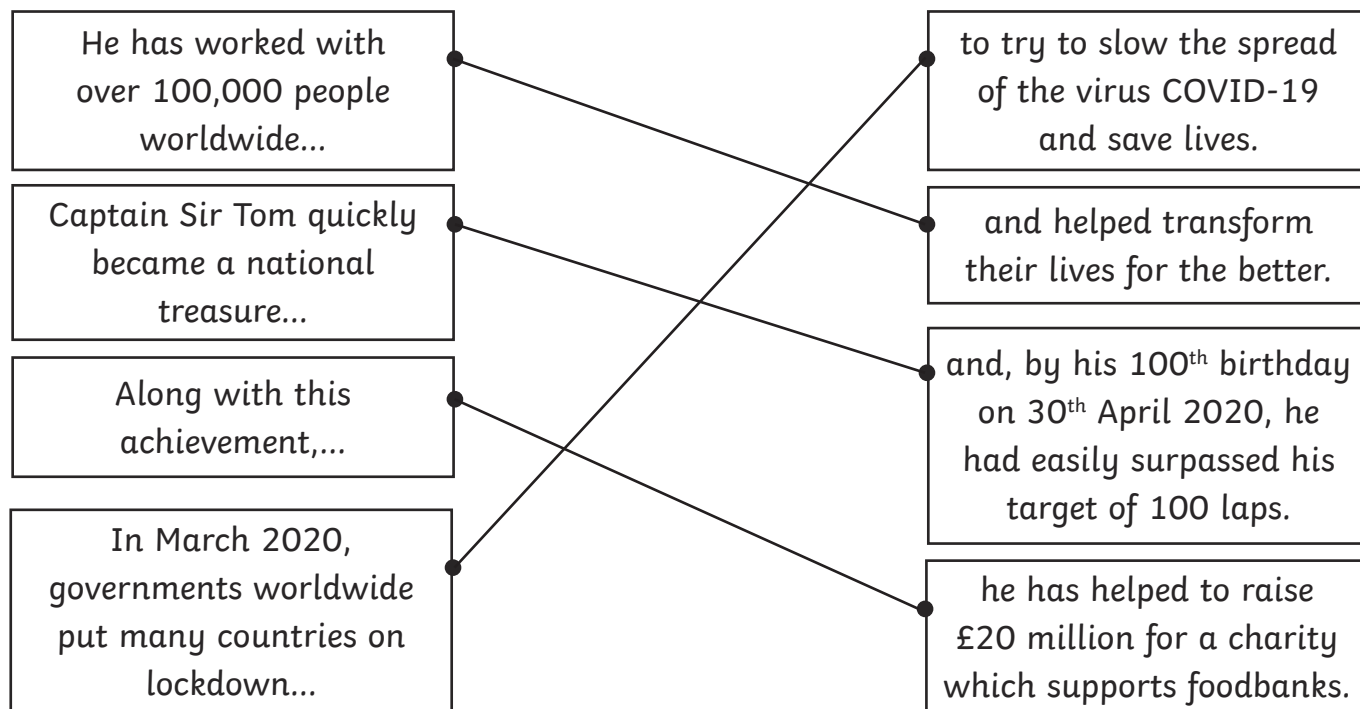 He has worked with
over 100,000 people
worldwide...
Captain Sir Tom quickly
became a national
treasure...
Along with this
achievement,...
In March 2020,
governments worldwide
put many countries on
lockdown...
to try to slow the spread
of the virus COVID-19
and save lives.
and helped transform
their lives for the better.
and, by his 100th birthday
on 30th April 2020, he
had easily surpassed his
target of 100 laps.
he has helped to raise
£20 million for a charity
which supports foodbanks.